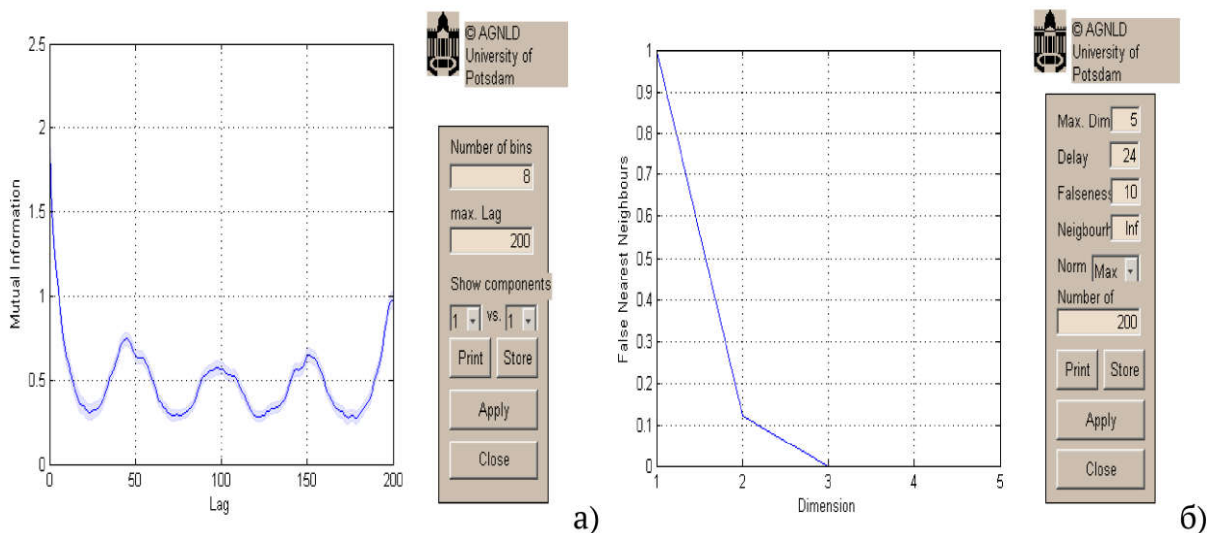 © AGNLD
University of
Potsdam
2.5
2
1.5
1
0.5
0
Mutual Information
0
50
100
150
200
Lag
Number of bins
8
max. Lag
200
Show components
1 vs. 1
Print Store
Apply
Close
а)
© AGNLD
University of
Potsdam
1
0.9
0.8
0.7
0.6
0.5
0.4
0.3
0.2
0.1
0
False Nearest Neighbours
1
2
3
4
5
Dimension
Max. Dim 5
Delay 24
Falseness 10
Neigbourh Inf
Norm Max
Number of
200
Print Store
Apply
Close
б)